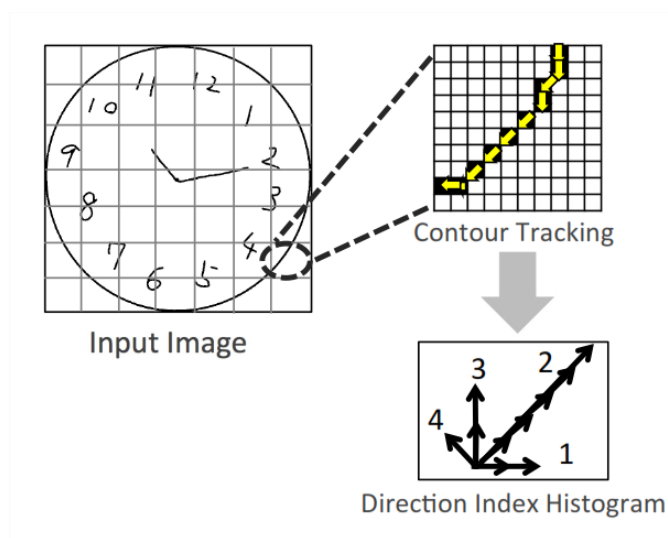 11 12
10 1
9 2
8 3
7 4
6 5
Input Image
Contour Tracking
3 2
4 1
Direction Index Histogram